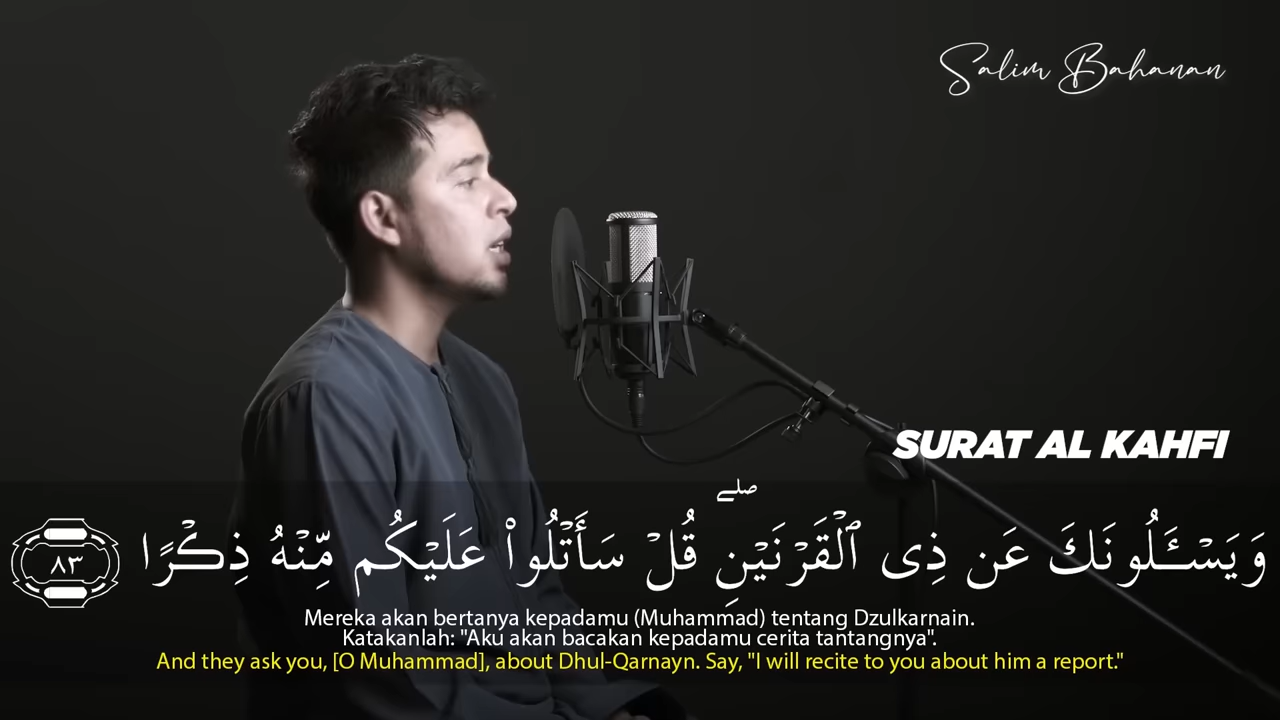 Salim Bahanan
SURAT AL KAHFI
وَيَسْـَٔلُونَكَ عَن ذِى ٱلْقَرْنَيْنِ ۖ قُلْ سَأَتْلُوا۟ عَلَيْكُم مِّنْهُ ذِكْرًا ٨٣
Mereka akan bertanya kepadamu (Muhammad) tentang Dzulkarnain.
Katakanlah: "Aku akan bacakan kepadamu cerita tantangnya".
And they ask you, [O Muhammad], about Dhul-Qarnayn. Say, "I will recite to you about him a report."